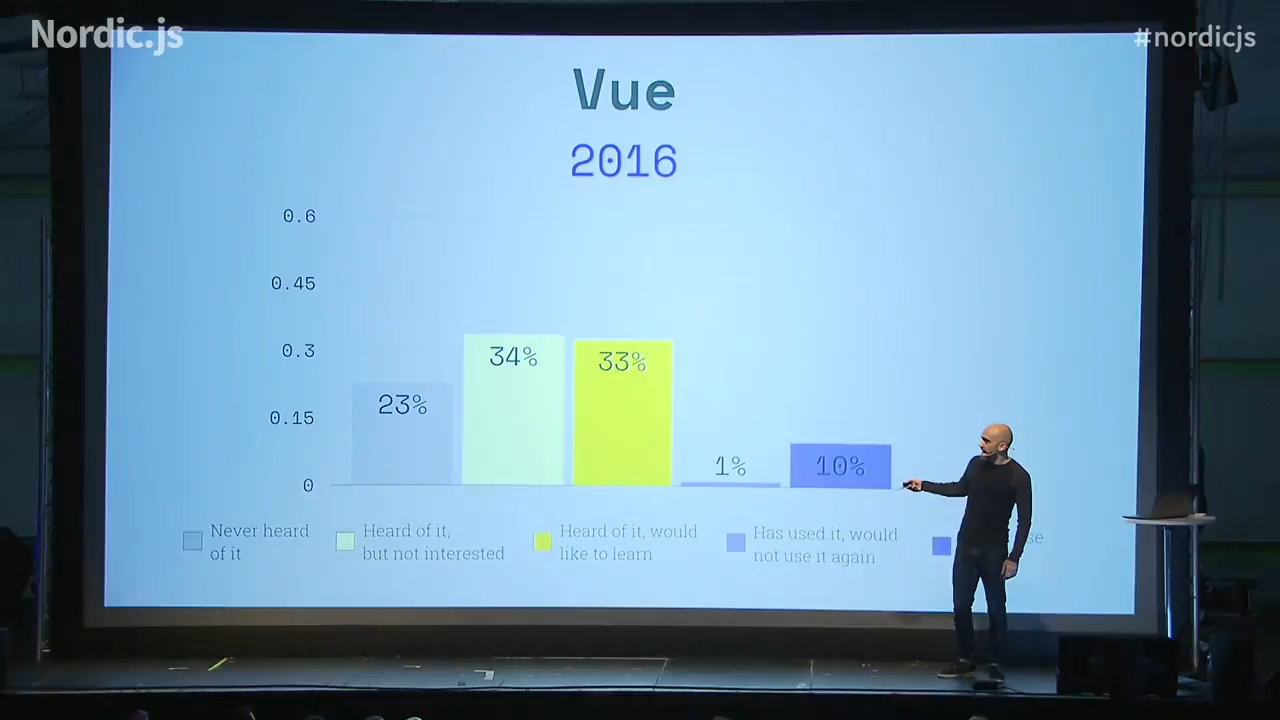 Nordic.js
#nordicjs
Vue
2016
0.6
0.45
0.3
0.15
0
23%
34%
33%
1%
10%
Never heard
of it
Heard of it,
but not interested
Heard of it, would
like to learn
Has used it, would
not use it again